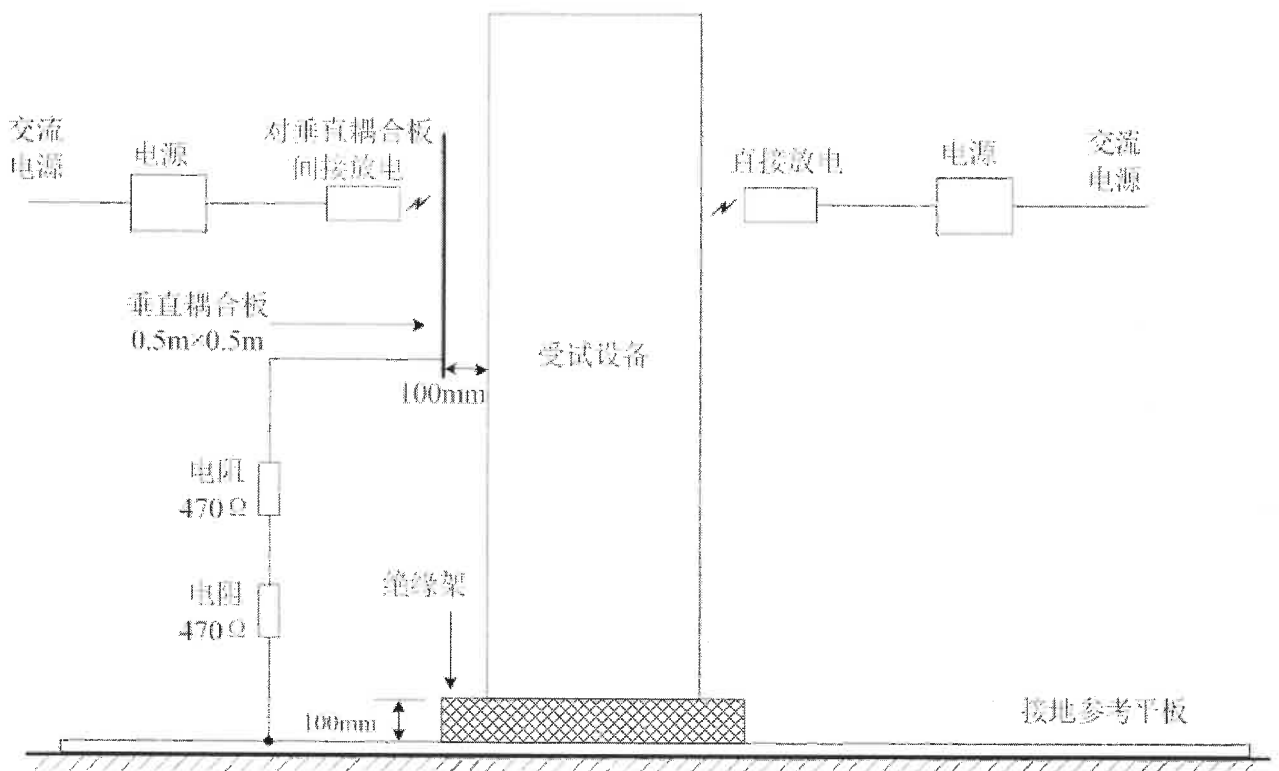 交流
电源
电源
对垂直耦合板
间接放电
直接放电
电源
交流
电源
垂直耦合板
0.5m×0.5m
受试设备
100mm
电阻
470Ω
电阻
470Ω
绝缘架
100mm
接地参考平板